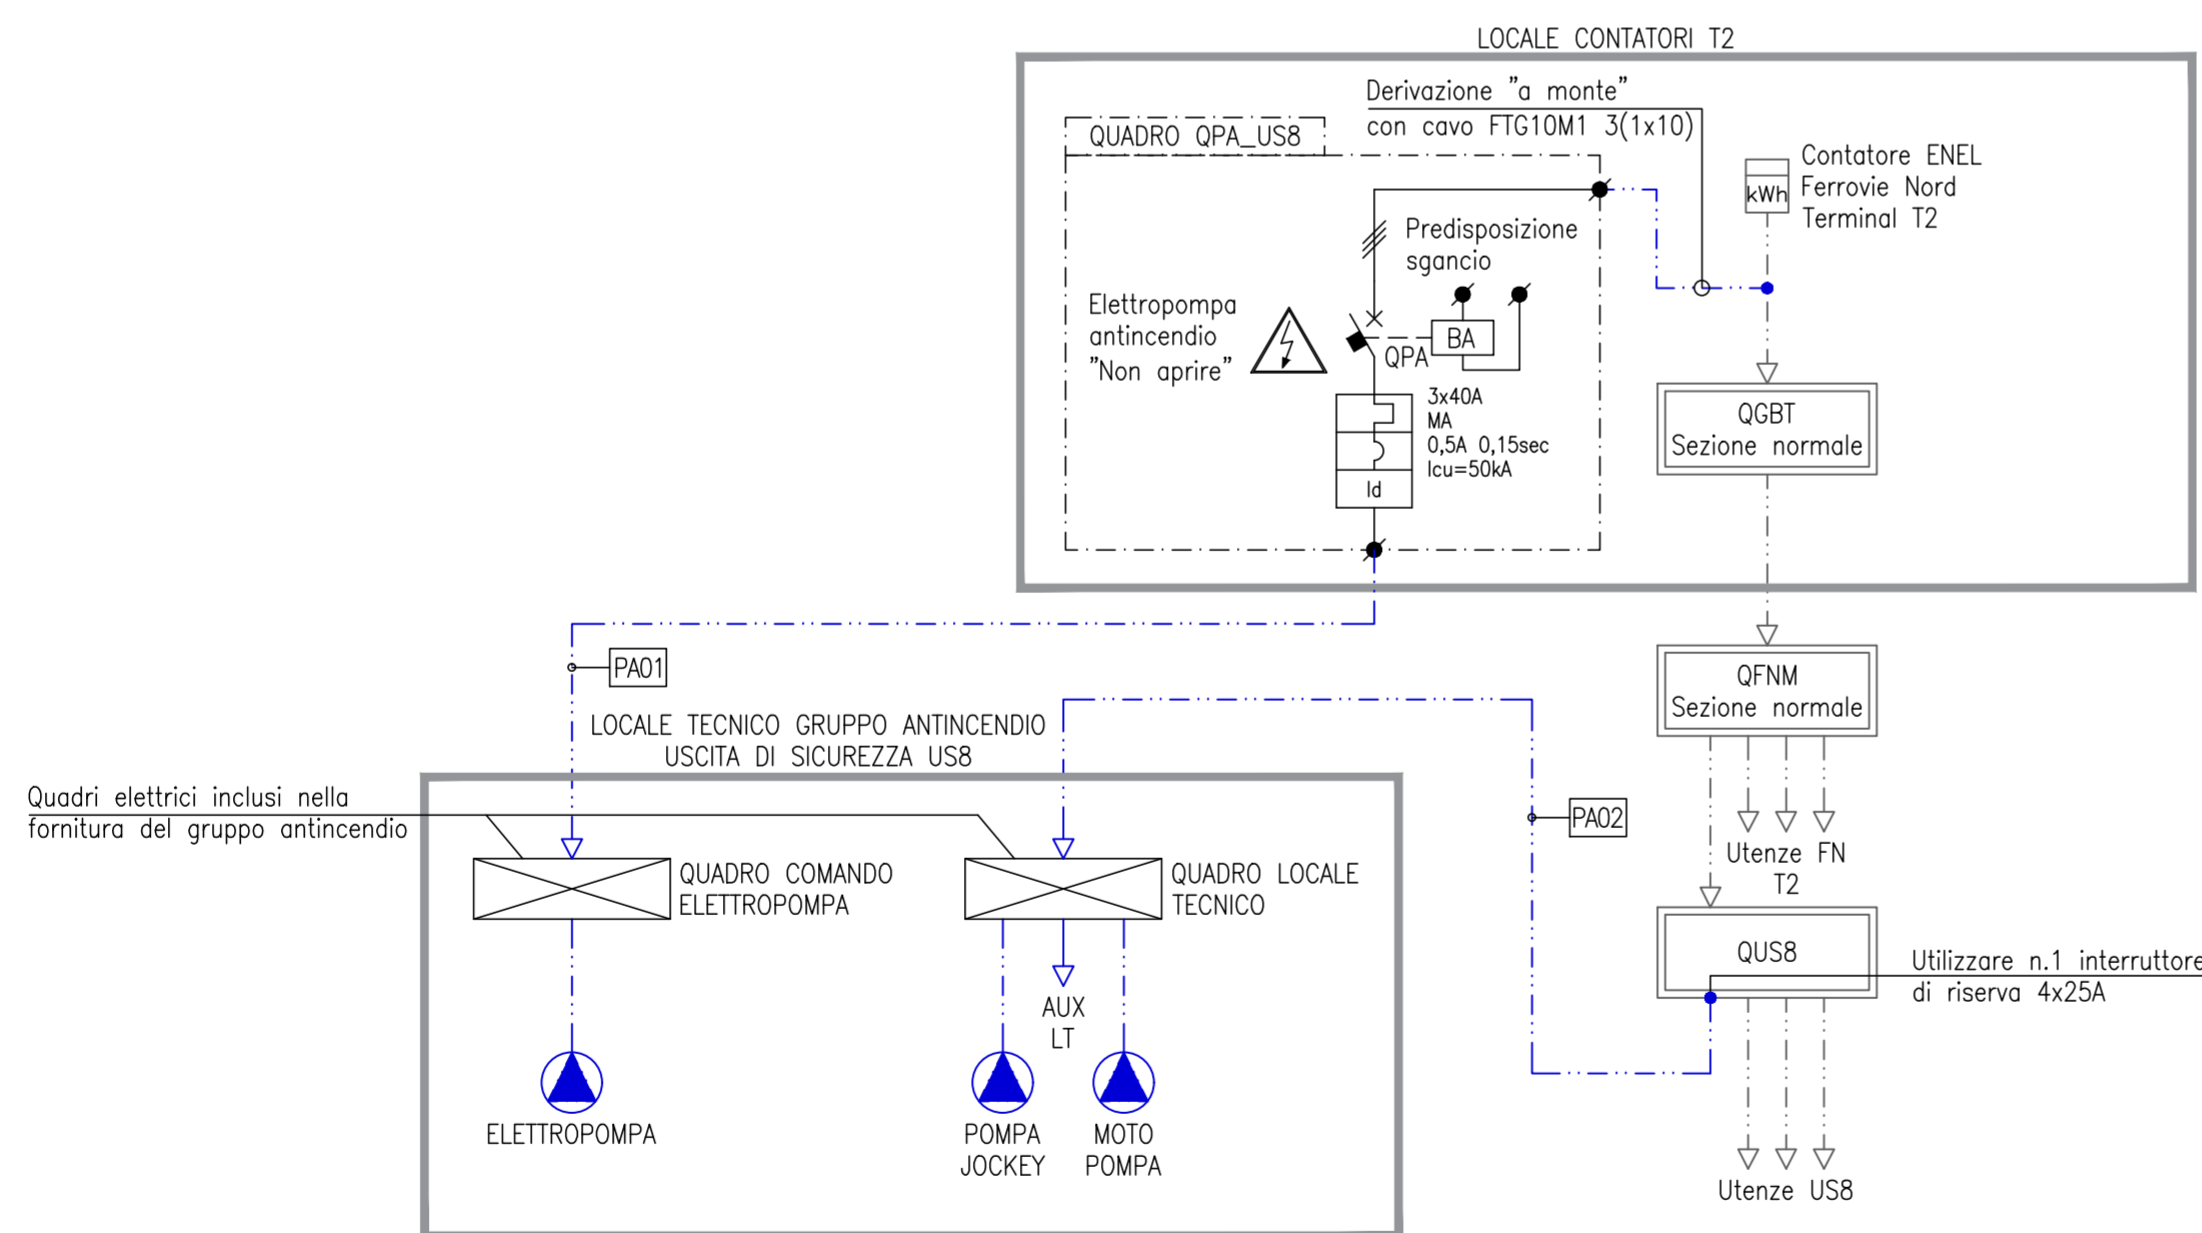 LOCALE CONTATORI T2
Derivazione "a monte"
con cavo FTG10M1 3(1x10)
QUADRO QPA_US8
Contatore ENEL
Ferrovie Nord
Terminal T2
kWh
Predisposizione
sgancio
Elettropompa
antincendio
"Non aprire"
BA
QPA
3x40A
MA
0,5A 0,15sec
Icu=50kA
Id
QGBT
Sezione normale
PA01
QFNM
Sezione normale
LOCALE TECNICO GRUPPO ANTINCENDIO
USCITA DI SICUREZZA US8
Quadri elettrici inclusi nella
fornitura del gruppo antincendio
PA02
Utenze FN
T2
QUADRO COMANDO
ELETTROPOMPA
QUADRO LOCALE
TECNICO
QUS8
Utilizzare n.1 interruttore
di riserva 4x25A
AUX
LT
ELETTROPOMPA
POMPA
JOCKEY
MOTO
POMPA
Utenze US8